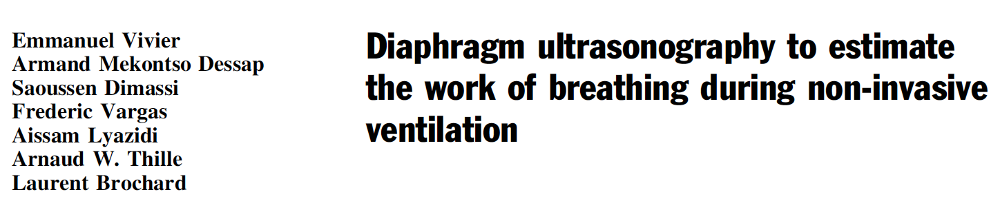 Emmanuel Vivier
Armand Mekontso Dessap
Saoussen Dimassi
Frederic Vargas
Aissam Lyazidi
Arnaud W. Thille
Laurent Brochard
Diaphragm ultrasonography to estimate
the work of breathing during non-invasive
ventilation